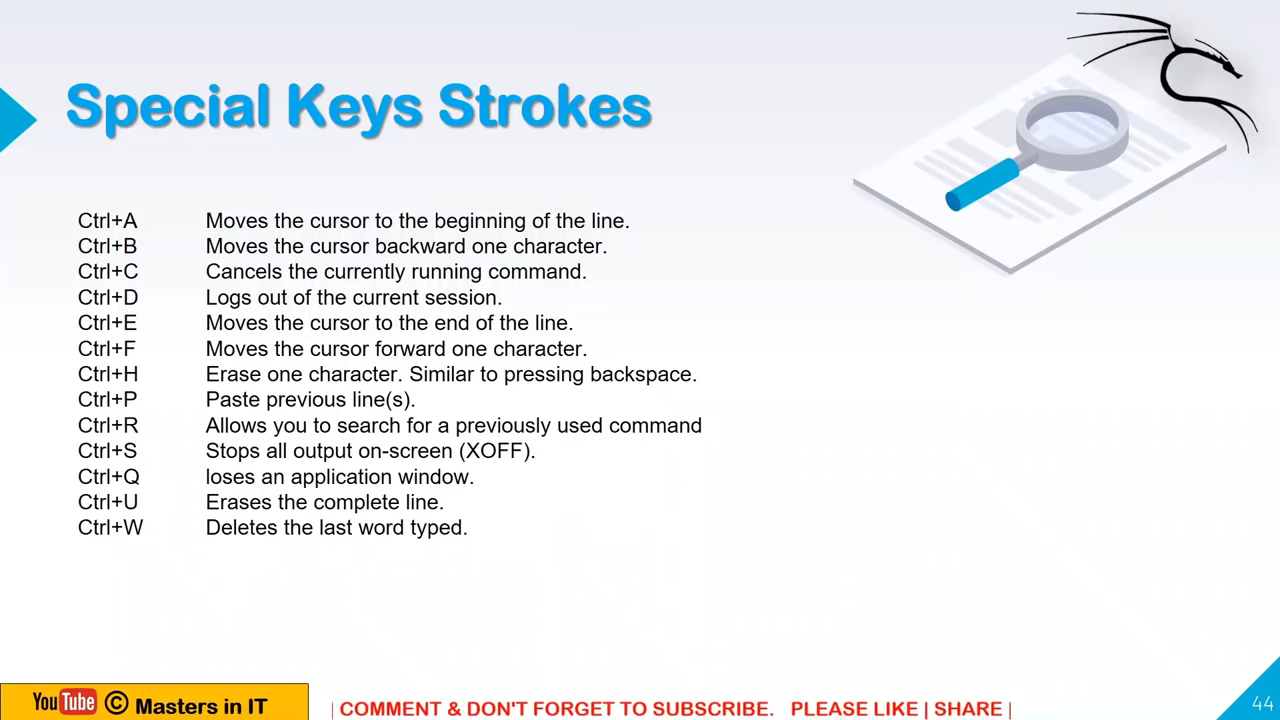 Special Keys Strokes
Ctrl+A Moves the cursor to the beginning of the line.
Ctrl+B Moves the cursor backward one character.
Ctrl+C Cancels the currently running command.
Ctrl+D Logs out of the current session.
Ctrl+E Moves the cursor to the end of the line.
Ctrl+F Moves the cursor forward one character.
Ctrl+H Erase one character. Similar to pressing backspace.
Ctrl+P Paste previous line(s).
Ctrl+R Allows you to search for a previously used command
Ctrl+S Stops all output on-screen (XOFF).
Ctrl+Q loses an application window.
Ctrl+U Erases the complete line.
Ctrl+W Deletes the last word typed.
YouTube © Masters in IT | COMMENT & DON'T FORGET TO SUBSCRIBE. PLEASE LIKE | SHARE | 44